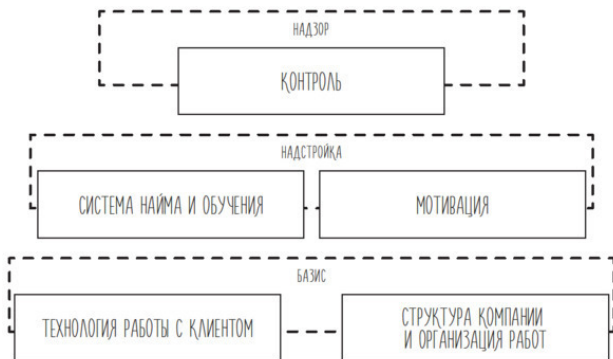 НАДЗОР
КОНТРОЛЬ
НАДСТРОЙКА
СИСТЕМА НАЙМА И ОБУЧЕНИЯ
МОТИВАЦИЯ
БАЗИС
ТЕХНОЛОГИЯ РАБОТЫ С КЛИЕНТОМ
СТРУКТУРА КОМПАНИИ
И ОРГАНИЗАЦИЯ РАБОТ